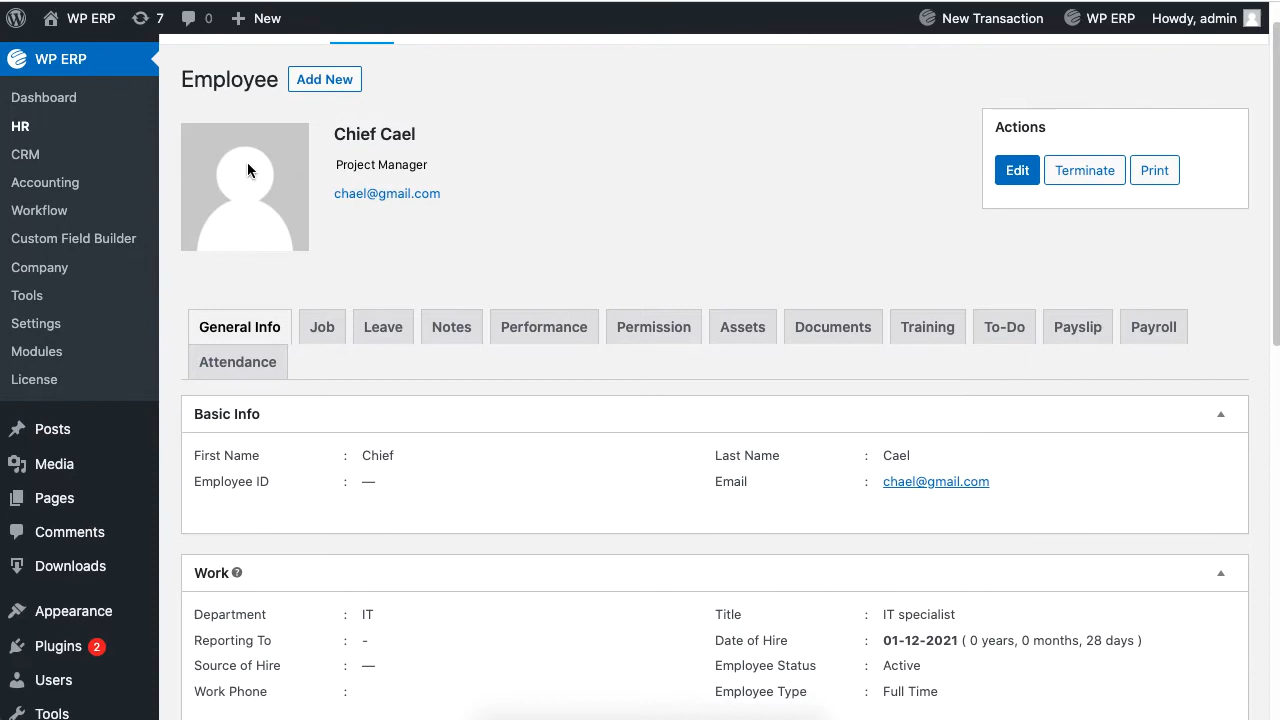 WP ERP 7 0 New New Transaction WP ERP Howdy, admin
WP ERP
Dashboard
HR
CRM
Accounting
Workflow
Custom Field Builder
Company
Tools
Settings
Modules
License
Posts
Media
Pages
Comments
Downloads
Appearance
Plugins 2
Users
Tools
Employee Add New
Chief Cael
Project Manager
chael@gmail.com
Actions
Edit Terminate Print
General Info Job Leave Notes Performance Permission Assets Documents Training To-Do Payslip Payroll
Attendance
Basic Info
First Name : Chief Last Name : Cael
Employee ID : — Email : chael@gmail.com
Work
Department : IT Title : IT specialist
Reporting To : - Date of Hire : 01-12-2021 ( 0 years, 0 months, 28 days )
Source of Hire : — Employee Status : Active
Work Phone : Employee Type : Full Time